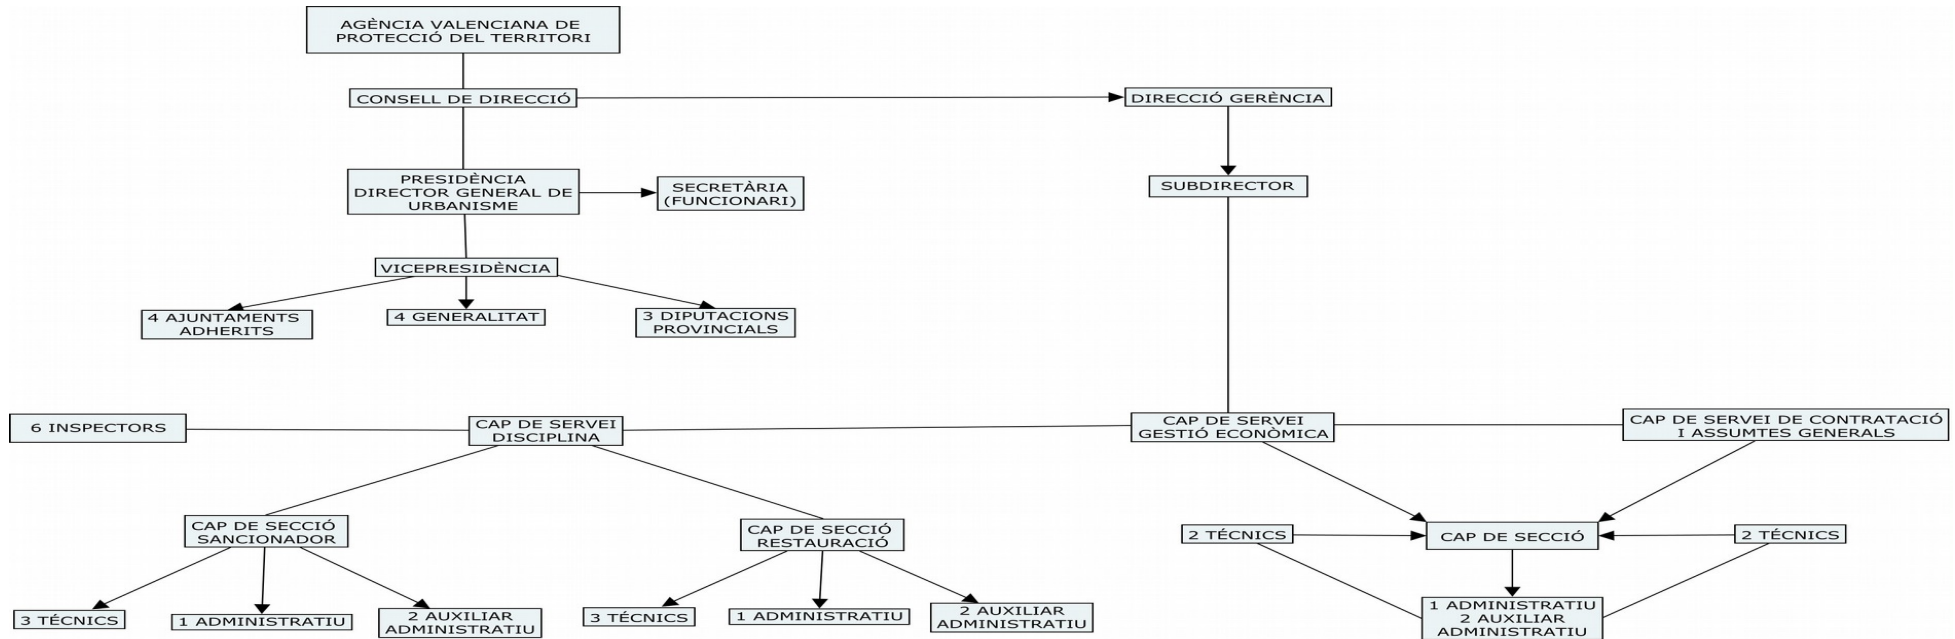 AGÈNCIA VALENCIANA DE
PROTECCIÓ DEL TERRITORI
CONSELL DE DIRECCIÓ
DIRECCIÓ GERÈNCIA
PRESIDÈNCIA
DIRECTOR GENERAL DE
URBANISME
SECRETÀRIA
(FUNCIONARI)
SUBDIRECTOR
VICEPRESIDÈNCIA
4 AJUNTAMENTS
ADHERITS
4 GENERALITAT
3 DIPUTACIONS
PROVINCIALS
6 INSPECTORS
CAP DE SERVEI
DISCIPLINA
CAP DE SERVEI
GESTIÓ ECONÒMICA
CAP DE SERVEI DE CONTRATACIÓ
I ASSUMTES GENERALS
CAP DE SECCIÓ
SANCIONADOR
CAP DE SECCIÓ
RESTAURACIÓ
2 TÉCNICS
CAP DE SECCIÓ
2 TÉCNICS
3 TÉCNICS
1 ADMINISTRATIU
2 AUXILIAR
ADMINISTRATIU
3 TÉCNICS
1 ADMINISTRATIU
2 AUXILIAR
ADMINISTRATIU
1 ADMINISTRATIU
2 AUXILIAR
ADMINISTRATIU